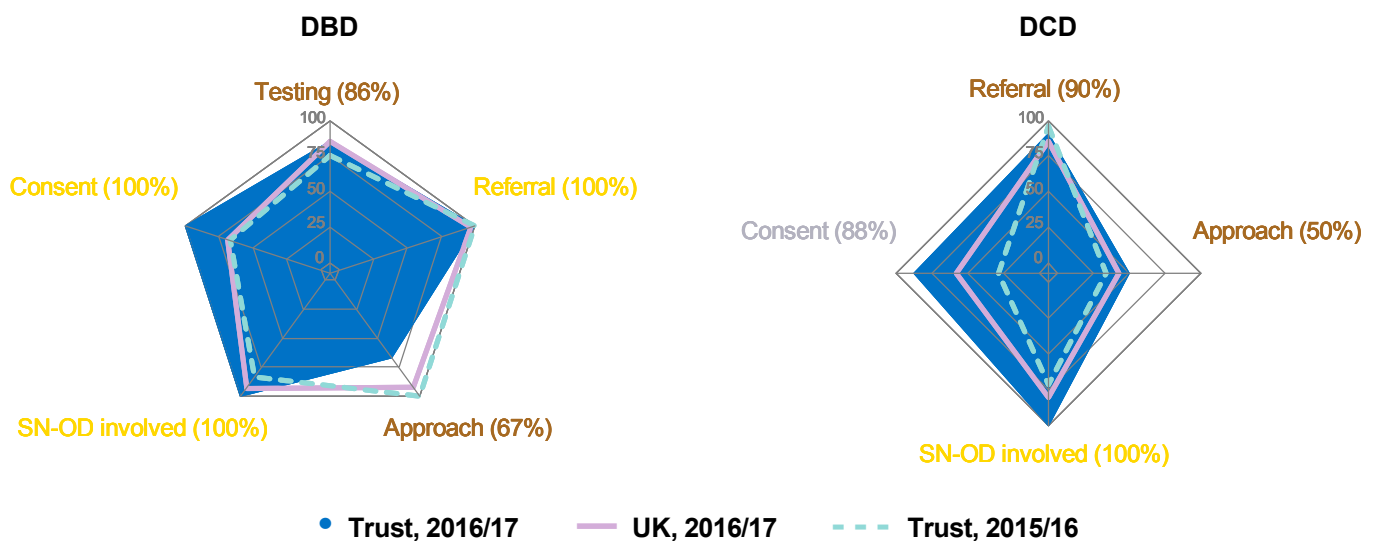 DBD
Testing (86%)
100
75
50
25
0
Consent (100%)
Referral (100%)
SN-OD involved (100%)
Approach (67%)
DCD
Referral (90%)
100
75
50
25
0
Consent (88%)
Approach (50%)
SN-OD involved (100%)
Trust, 2016/17
UK, 2016/17
Trust, 2015/16